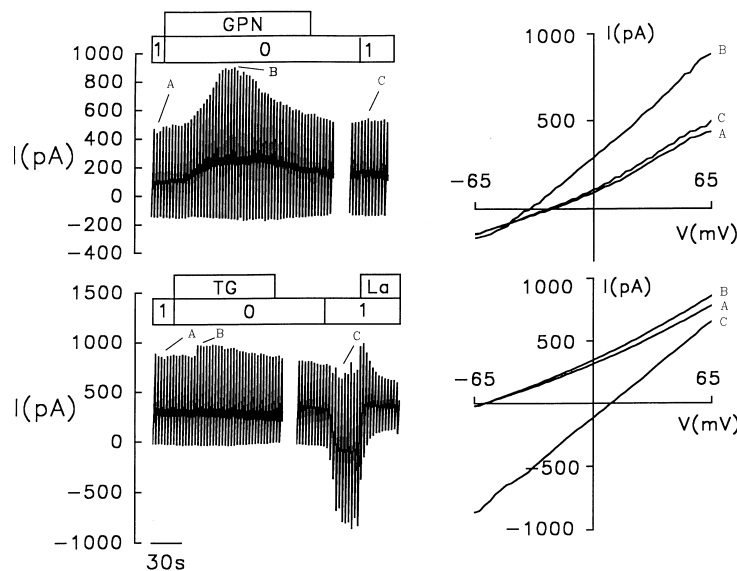 GPN
1 0 1
A B C
1000
800
600
400
200
0
−200
−400
I(pA)
1000 I(pA)
500
−65 65
V(mV)
B
C
A
TG La
1 0 1
A B C
1500
1000
500
0
−500
−1000
I(pA)
30s
1000 I(pA)
500
−65 65
V(mV)
−500
−1000
B
A
C